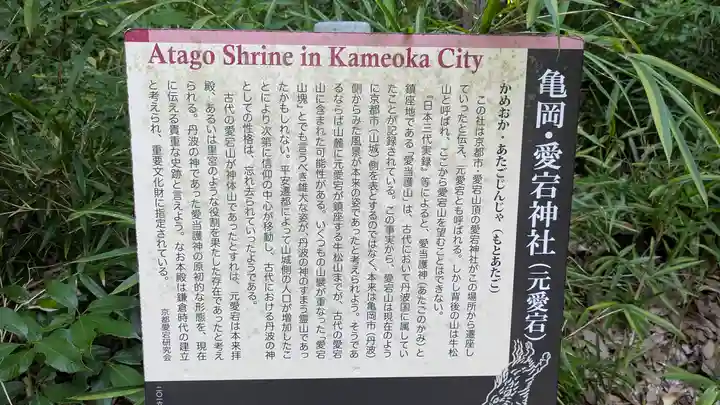 Atago Shrine in Kameoka City
亀岡・愛宕神社(元愛宕)
かめおか・あたごじんじゃ(もとあたご)
この社は京都市 愛宕山頂の愛宕神社がこの場所から遷座し
ていったと伝え、元愛宕とも呼ばれる。しかし背後の山は牛松
山と呼ばれ、ここから愛宕山を望むことはできない。
「日本三代実録」等によると、愛当護神(あたごのかみ)と
鎮座地である「愛当護山」は、古代において丹波国に属してい
たことが記録されている。この事実から、愛宕山は現在のよう
に京都市(山城)側を表とするのではなく、本来は亀岡市(丹波)
側からみた風景が本来の姿であったと考えられよう。そうであ
るならば山麓に元愛宕が鎮座する牛松山までが、古代の愛宕
山に含まれた可能性がある。いくつもの山襞が重なった「愛宕
山塊」とでも言うべき雄大な姿が、丹波の神のすまう霊山であっ
たかもしれない。平安遷都によって山城側の人口が増加したこ
とにより次第に信仰の中心が移動し、古代における丹波の神
としての性格は、忘れ去られていったようである。
古代の愛宕山が神体山であったとすれば、元愛宕は本来拝
殿、あるいは里宮のような役割を果たした存在であったと考え
られる。丹波の神であった愛当護神の原初的な形態を、現在
に伝える貴重な史跡と言えよう。なお本殿は鎌倉時代の建立
と考えられ、重要文化財に指定されている。
京都愛宕研究会